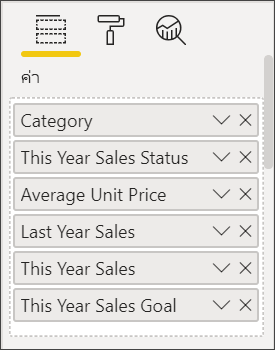 ค่า
Category
This Year Sales Status
Average Unit Price
Last Year Sales
This Year Sales
This Year Sales Goal